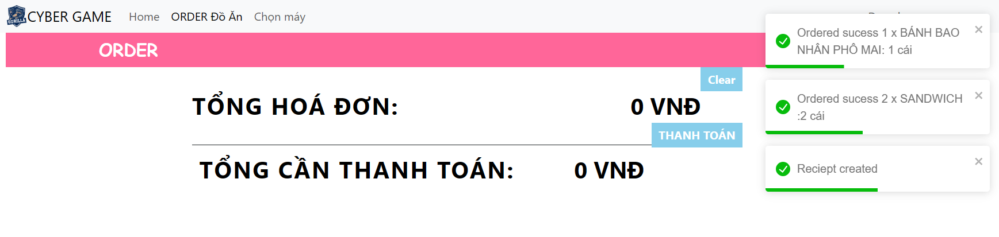 GORILLA
CYBER GAME
Home
ORDER Đồ Ăn
Chọn máy
ORDER
Ordered sucess 1 x BÁNH BAO
NHÂN PHÔ MAI: 1 cái
Clear
Ordered sucess 2 x SANDWICH
:2 cái
TỔNG HOÁ ĐƠN:
0 VNĐ
THANH TOÁN
Reciept created
TỔNG CẦN THANH TOÁN:
0 VNĐ